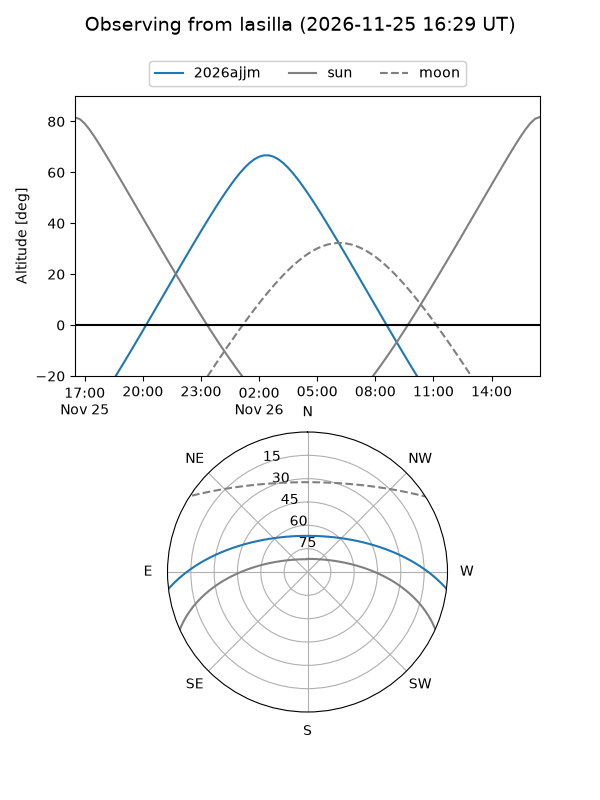 Observing from lasilla (2026-11-25 16:29 UT)
2026ajjm sun moon
Altitude [deg]
80
60
40
20
0
−20
17:00 20:00 23:00 02:00 05:00 08:00 11:00 14:00
Nov 25 Nov 26
N
NE NW
15
30
45
60
75
E W
SE SW
S